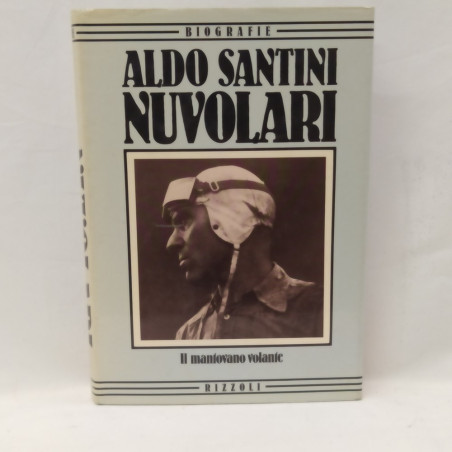 BIOGRAFIE
ALDO SANTINI
NUVOLARI
Il mantovano volante
RIZZOLI